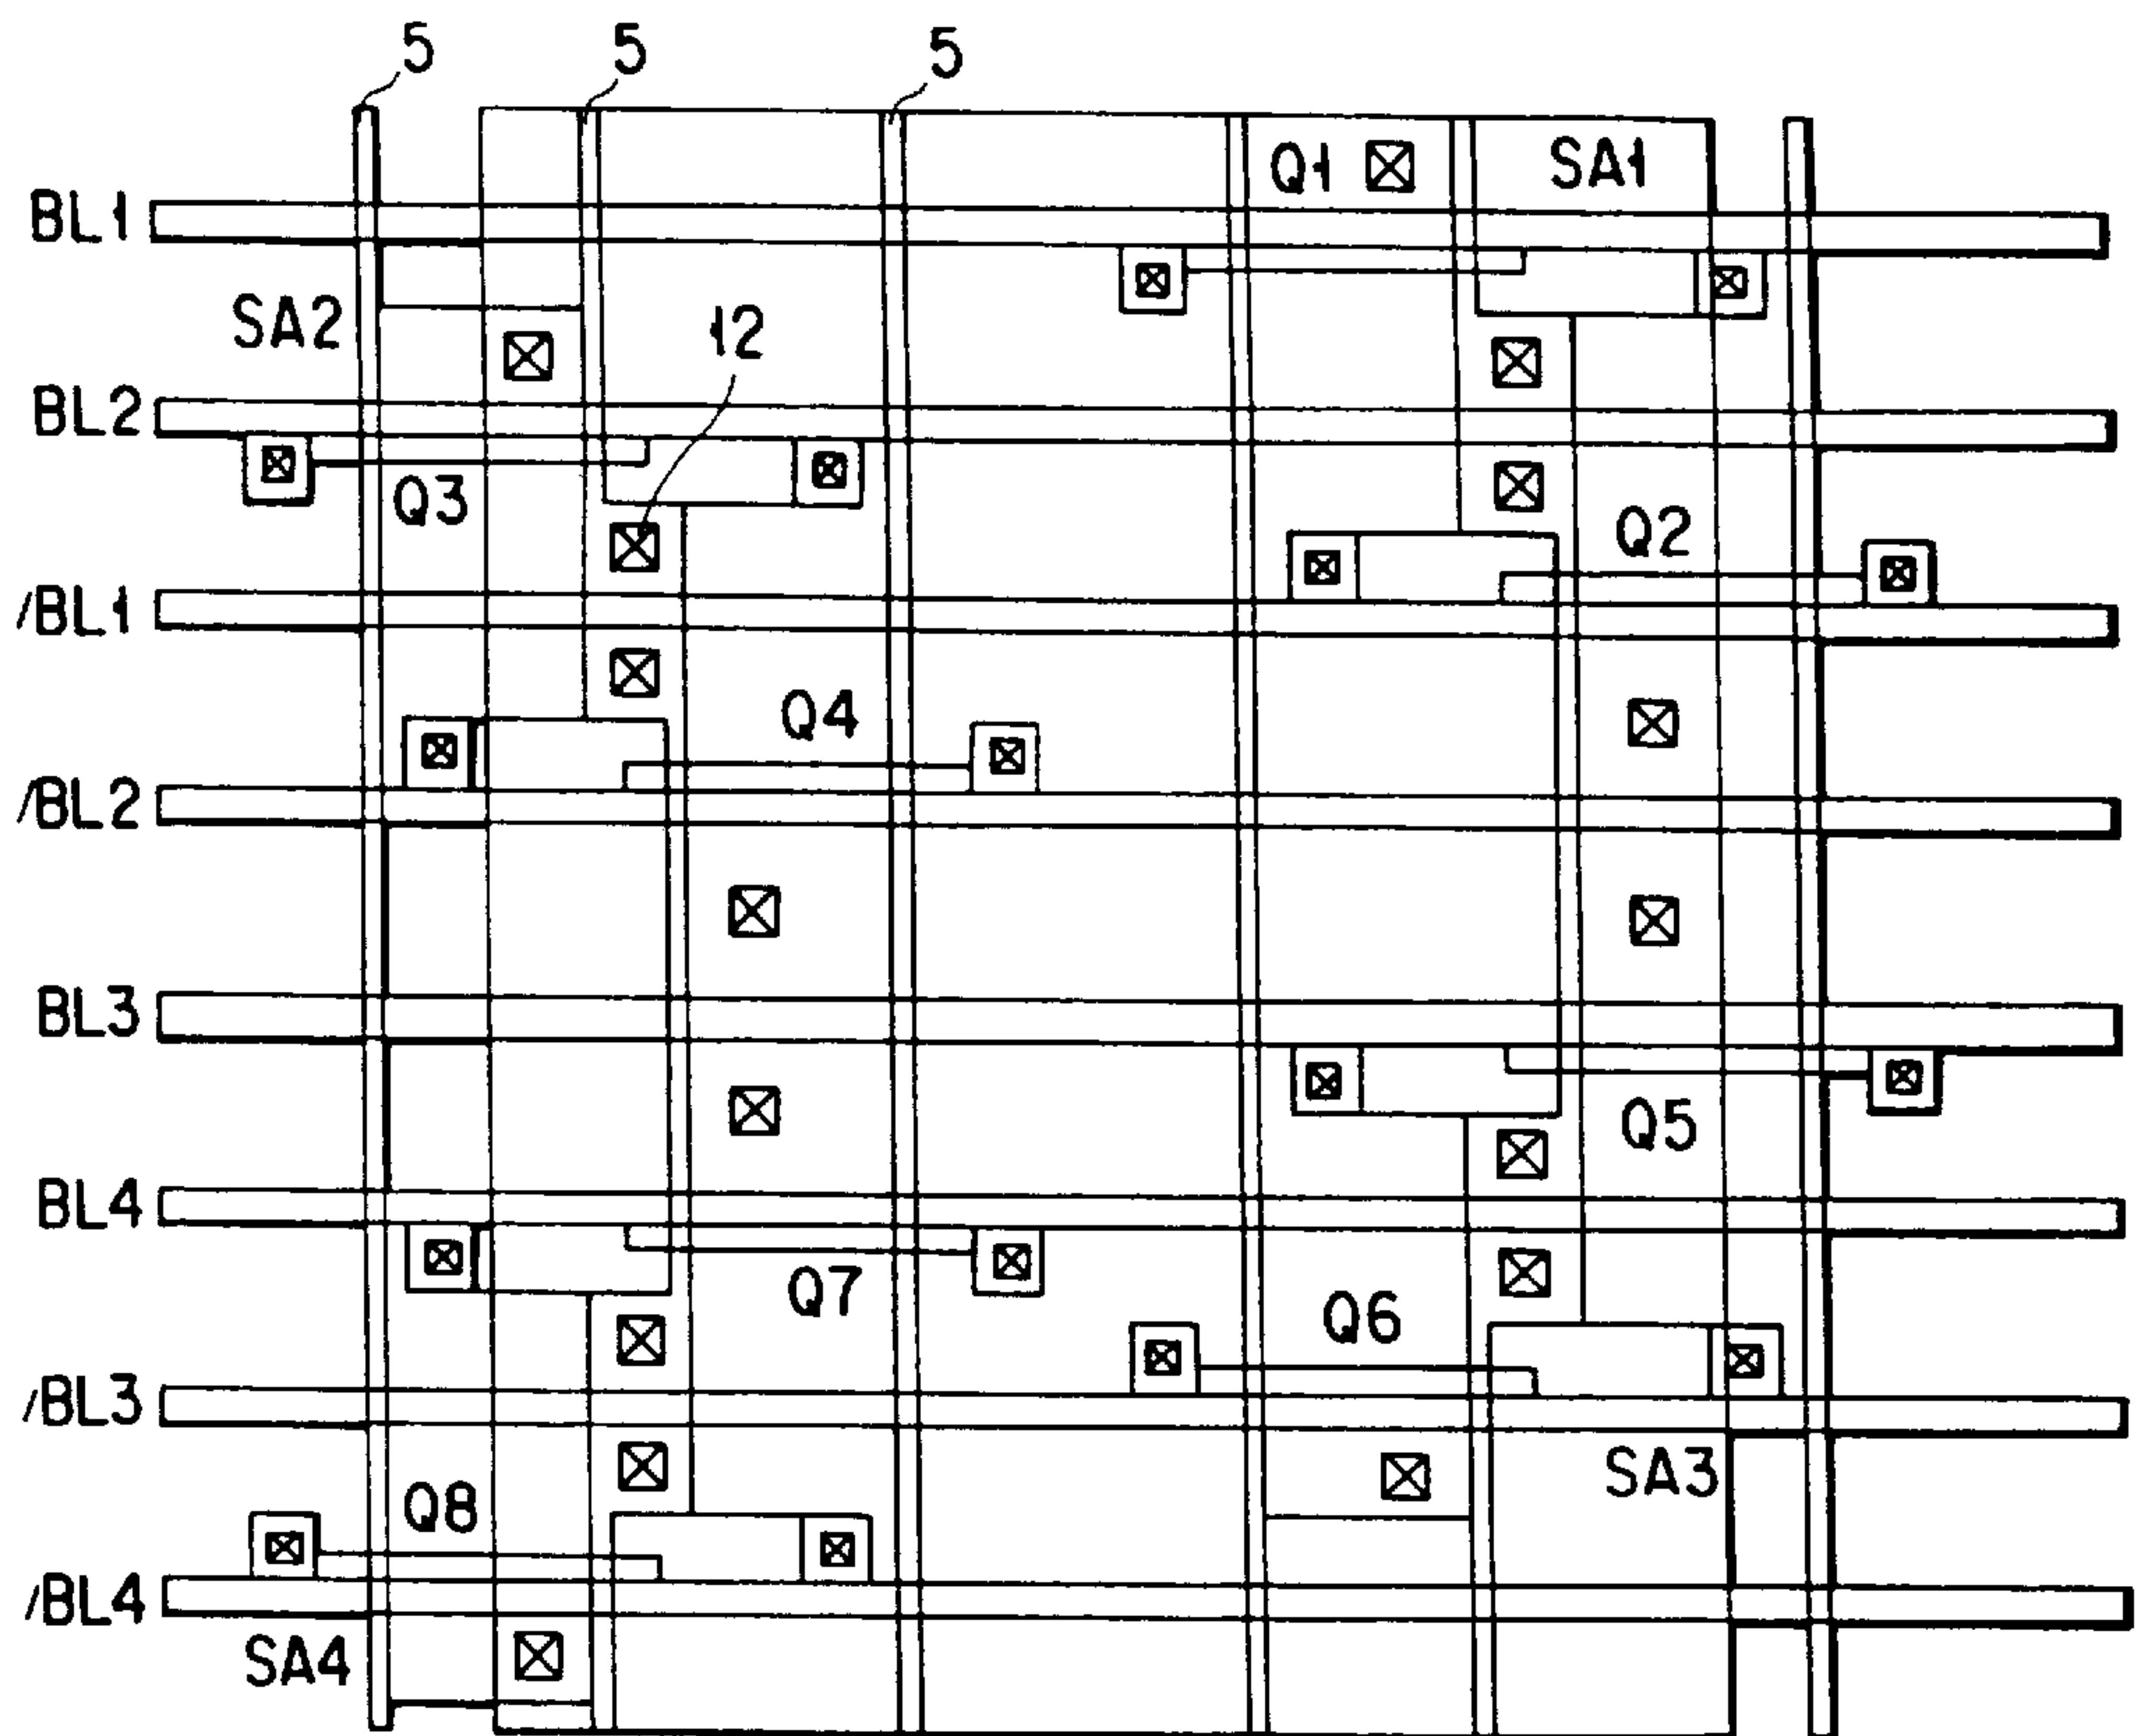 5 5 5
Q1 SA1
BL1
SA2 12
BL2
Q3 Q2
/BL1
Q4
/BL2
BL3
Q5
BL4
Q7 Q6
/BL3
SA3
Q8
/BL4
SA4